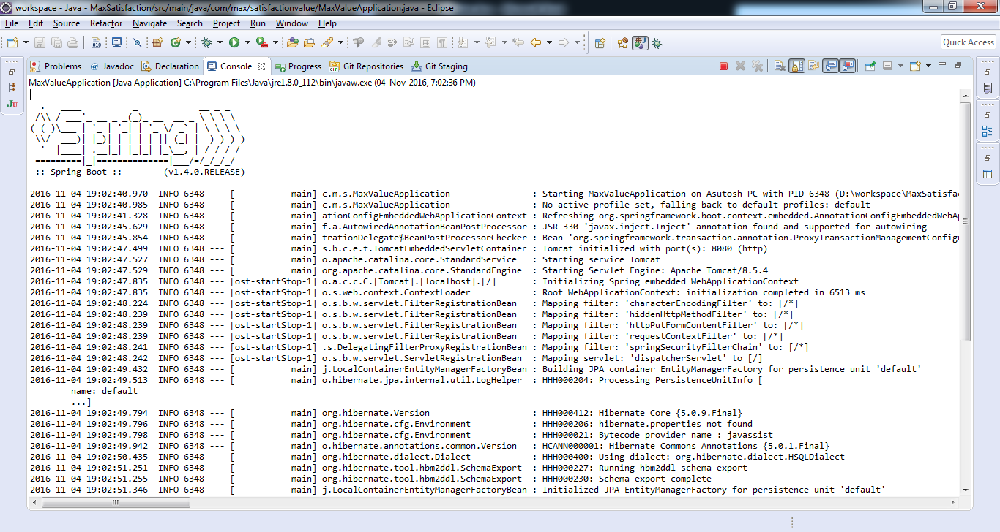 workspace - Java - MaxSatisfaction/src/main/java/com/max/satisfactionvalue/MaxValueApplication.java - Eclipse
File Edit Source Refactor Navigate Search Project Run Window Help
Quick Access
Problems @ Javadoc Declaration Console Progress Git Repositories Git Staging
MaxValueApplication [Java Application] C:\Program Files\Java\jre1.8.0_112\bin\javaw.exe (04-Nov-2016, 7:02:36 PM)
JU
  .   ____          _            __ _ _
 /\\ / ___'_ __ _ _(_)_ __  __ _ \ \ \ \
( ( )\___ | '_ | '_| | '_ \/ _` | \ \ \ \
 \\/  ___)| |_)| | | | | || (_| |  ) ) ) )
  '  |____| .__|_| |_|_| |_\__, | / / / /
 =========|_|==============|___/=/_/_/_/
 :: Spring Boot ::        (v1.4.0.RELEASE)
2016-11-04 19:02:40.970  INFO 6348 --- [           main] c.m.s.MaxValueApplication                : Starting MaxValueApplication on Asutosh-PC with PID 6348 (D:\workspace\MaxSatisfa
2016-11-04 19:02:40.985  INFO 6348 --- [           main] c.m.s.MaxValueApplication                : No active profile set, falling back to default profiles: default
2016-11-04 19:02:41.328  INFO 6348 --- [           main] ationConfigEmbeddedWebApplicationContext : Refreshing org.springframework.boot.context.embedded.AnnotationConfigEmbeddedWebAp
2016-11-04 19:02:45.629  INFO 6348 --- [           main] f.a.AutowiredAnnotationBeanPostProcessor : JSR-330 'javax.inject.Inject' annotation found and supported for autowiring
2016-11-04 19:02:45.854  INFO 6348 --- [           main] trationDelegate$BeanPostProcessorChecker : Bean 'org.springframework.transaction.annotation.ProxyTransactionManagementConfigu
2016-11-04 19:02:47.499  INFO 6348 --- [           main] s.b.c.e.t.TomcatEmbeddedServletContainer : Tomcat initialized with port(s): 8080 (http)
2016-11-04 19:02:47.527  INFO 6348 --- [           main] o.apache.catalina.core.StandardService   : Starting service Tomcat
2016-11-04 19:02:47.529  INFO 6348 --- [           main] org.apache.catalina.core.StandardEngine  : Starting Servlet Engine: Apache Tomcat/8.5.4
2016-11-04 19:02:47.835  INFO 6348 --- [ost-startStop-1] o.a.c.c.C.[Tomcat].[localhost].[/]       : Initializing Spring embedded WebApplicationContext
2016-11-04 19:02:47.835  INFO 6348 --- [ost-startStop-1] o.s.web.context.ContextLoader            : Root WebApplicationContext: initialization completed in 6513 ms
2016-11-04 19:02:48.224  INFO 6348 --- [ost-startStop-1] o.s.b.w.servlet.FilterRegistrationBean   : Mapping filter: 'characterEncodingFilter' to: [/*]
2016-11-04 19:02:48.239  INFO 6348 --- [ost-startStop-1] o.s.b.w.servlet.FilterRegistrationBean   : Mapping filter: 'hiddenHttpMethodFilter' to: [/*]
2016-11-04 19:02:48.239  INFO 6348 --- [ost-startStop-1] o.s.b.w.servlet.FilterRegistrationBean   : Mapping filter: 'httpPutFormContentFilter' to: [/*]
2016-11-04 19:02:48.239  INFO 6348 --- [ost-startStop-1] o.s.b.w.servlet.FilterRegistrationBean   : Mapping filter: 'requestContextFilter' to: [/*]
2016-11-04 19:02:48.241  INFO 6348 --- [ost-startStop-1] .s.DelegatingFilterProxyRegistrationBean : Mapping filter: 'springSecurityFilterChain' to: [/*]
2016-11-04 19:02:48.242  INFO 6348 --- [ost-startStop-1] o.s.b.w.servlet.ServletRegistrationBean  : Mapping servlet: 'dispatcherServlet' to [/]
2016-11-04 19:02:49.432  INFO 6348 --- [           main] j.LocalContainerEntityManagerFactoryBean : Building JPA container EntityManagerFactory for persistence unit 'default'
2016-11-04 19:02:49.513  INFO 6348 --- [           main] o.hibernate.jpa.internal.util.LogHelper  : HHH000204: Processing PersistenceUnitInfo [
	name: default
	...]
2016-11-04 19:02:49.794  INFO 6348 --- [           main] org.hibernate.Version                    : HHH000412: Hibernate Core {5.0.9.Final}
2016-11-04 19:02:49.796  INFO 6348 --- [           main] org.hibernate.cfg.Environment            : HHH000206: hibernate.properties not found
2016-11-04 19:02:49.798  INFO 6348 --- [           main] org.hibernate.cfg.Environment            : HHH000021: Bytecode provider name : javassist
2016-11-04 19:02:49.942  INFO 6348 --- [           main] o.hibernate.annotations.common.Version   : HCANN000001: Hibernate Commons Annotations {5.0.1.Final}
2016-11-04 19:02:50.435  INFO 6348 --- [           main] org.hibernate.dialect.Dialect            : HHH000400: Using dialect: org.hibernate.dialect.HSQLDialect
2016-11-04 19:02:51.251  INFO 6348 --- [           main] org.hibernate.tool.hbm2ddl.SchemaExport  : HHH000227: Running hbm2ddl schema export
2016-11-04 19:02:51.255  INFO 6348 --- [           main] org.hibernate.tool.hbm2ddl.SchemaExport  : HHH000230: Schema export complete
2016-11-04 19:02:51.346  INFO 6348 --- [           main] j.LocalContainerEntityManagerFactoryBean : Initialized JPA EntityManagerFactory for persistence unit 'default'